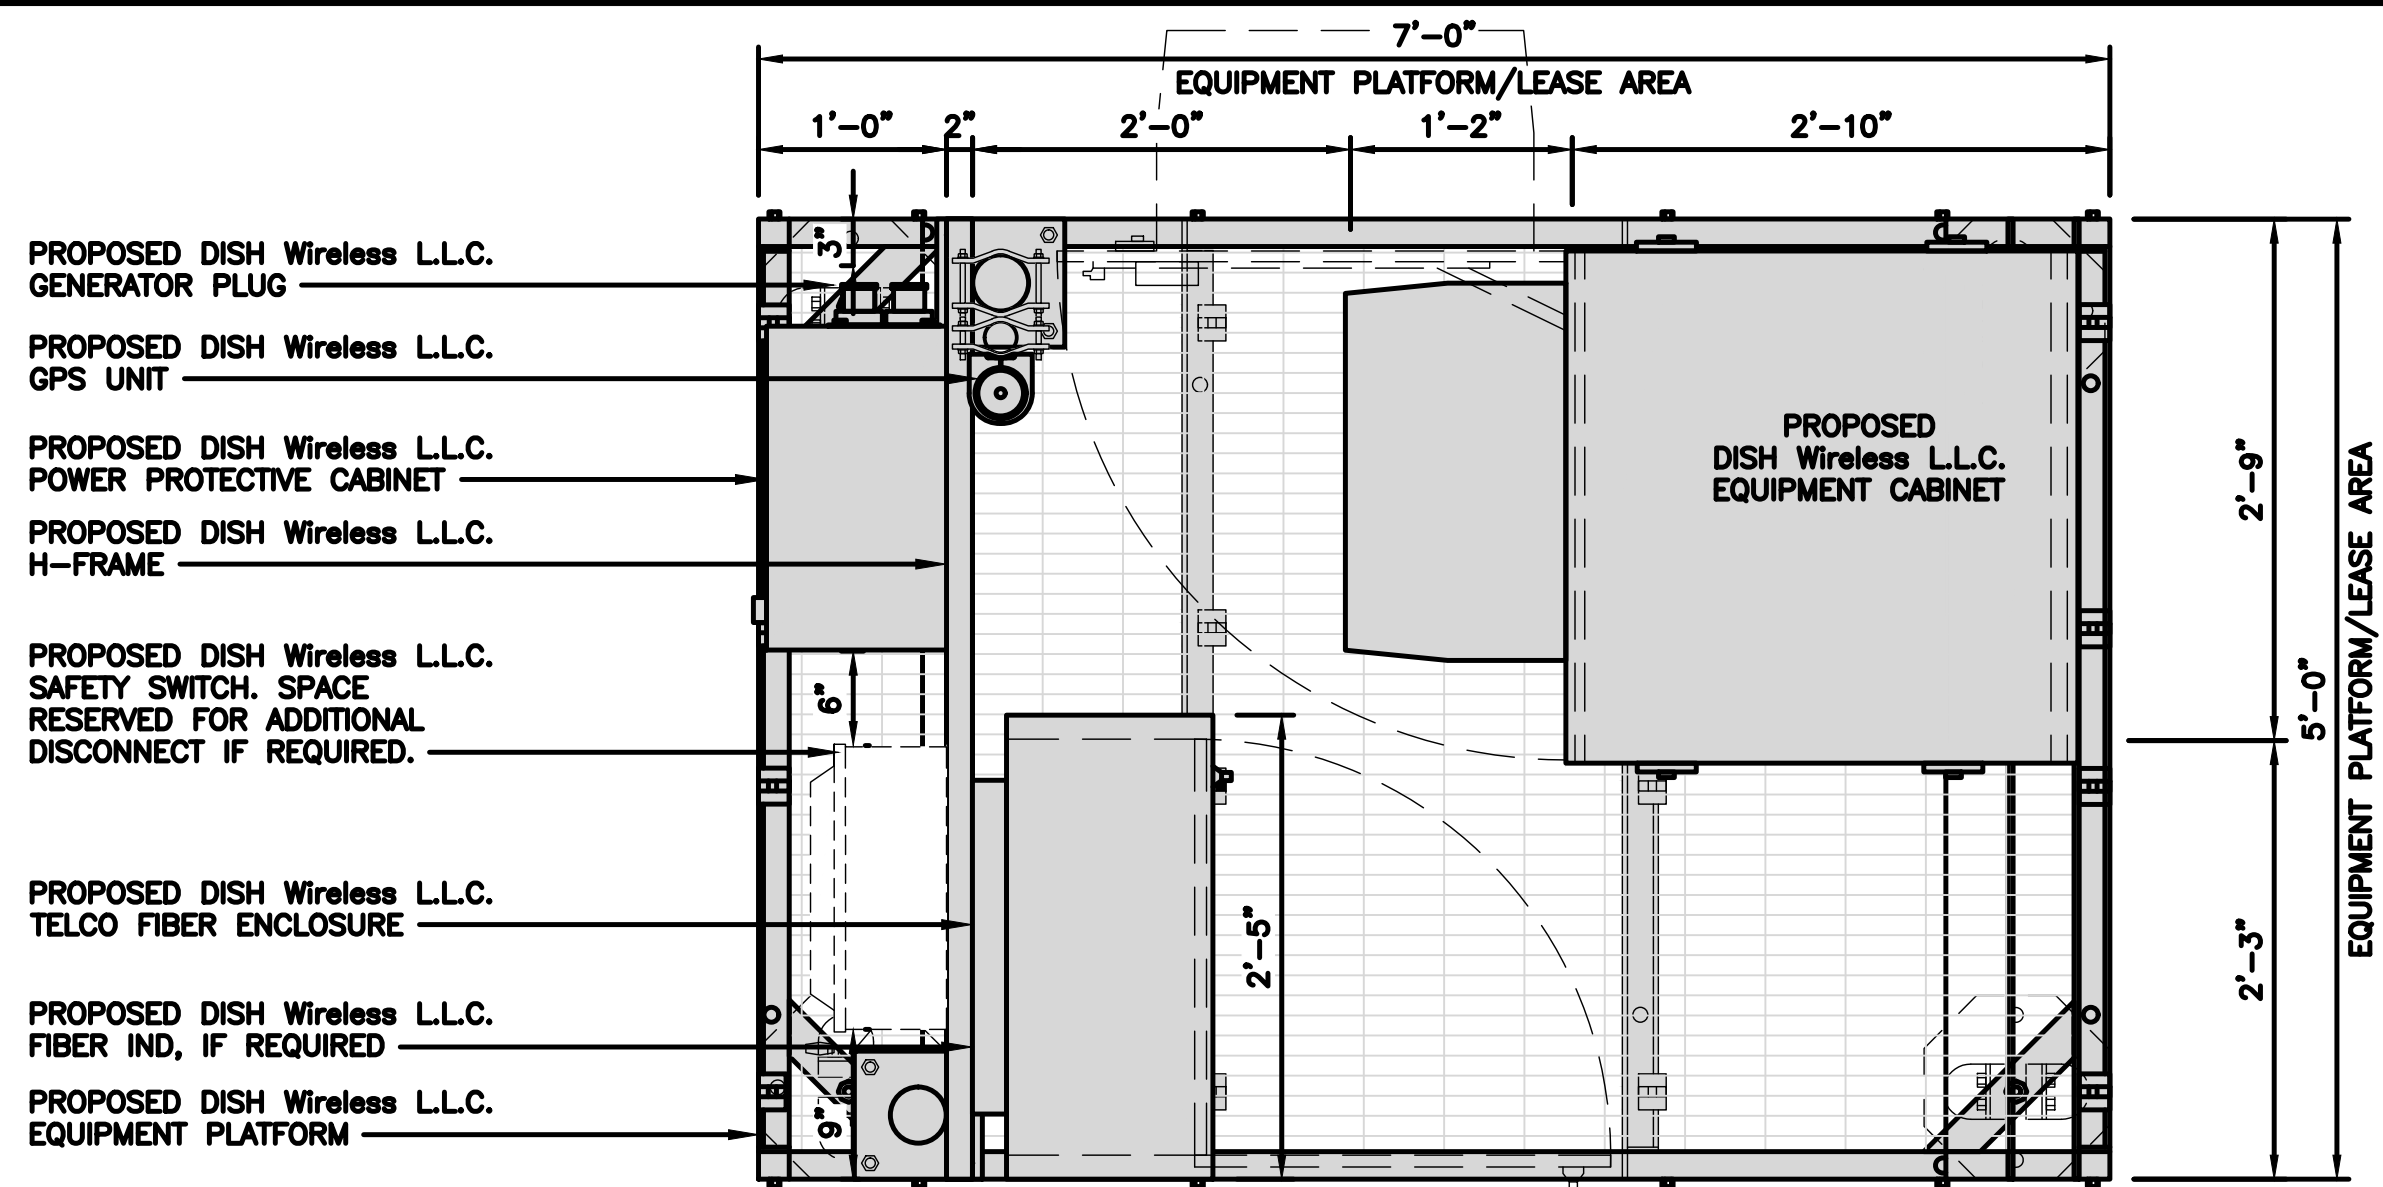 7'-0"
EQUIPMENT PLATFORM/LEASE AREA
1'-0" 2" 2'-0" 1'-2" 2'-10"
3"
PROPOSED DISH Wireless L.L.C.
GENERATOR PLUG
PROPOSED DISH Wireless L.L.C.
GPS UNIT
PROPOSED DISH Wireless L.L.C.
POWER PROTECTIVE CABINET
PROPOSED DISH Wireless L.L.C.
H-FRAME
PROPOSED DISH Wireless L.L.C.
SAFETY SWITCH. SPACE
RESERVED FOR ADDITIONAL
DISCONNECT IF REQUIRED.
PROPOSED DISH Wireless L.L.C.
TELCO FIBER ENCLOSURE
PROPOSED DISH Wireless L.L.C.
FIBER IND, IF REQUIRED
PROPOSED DISH Wireless L.L.C.
EQUIPMENT PLATFORM
6"
9"
2'-5"
PROPOSED
DISH Wireless L.L.C.
EQUIPMENT CABINET
2'-9"
2'-3"
5'-0"
EQUIPMENT PLATFORM/LEASE AREA